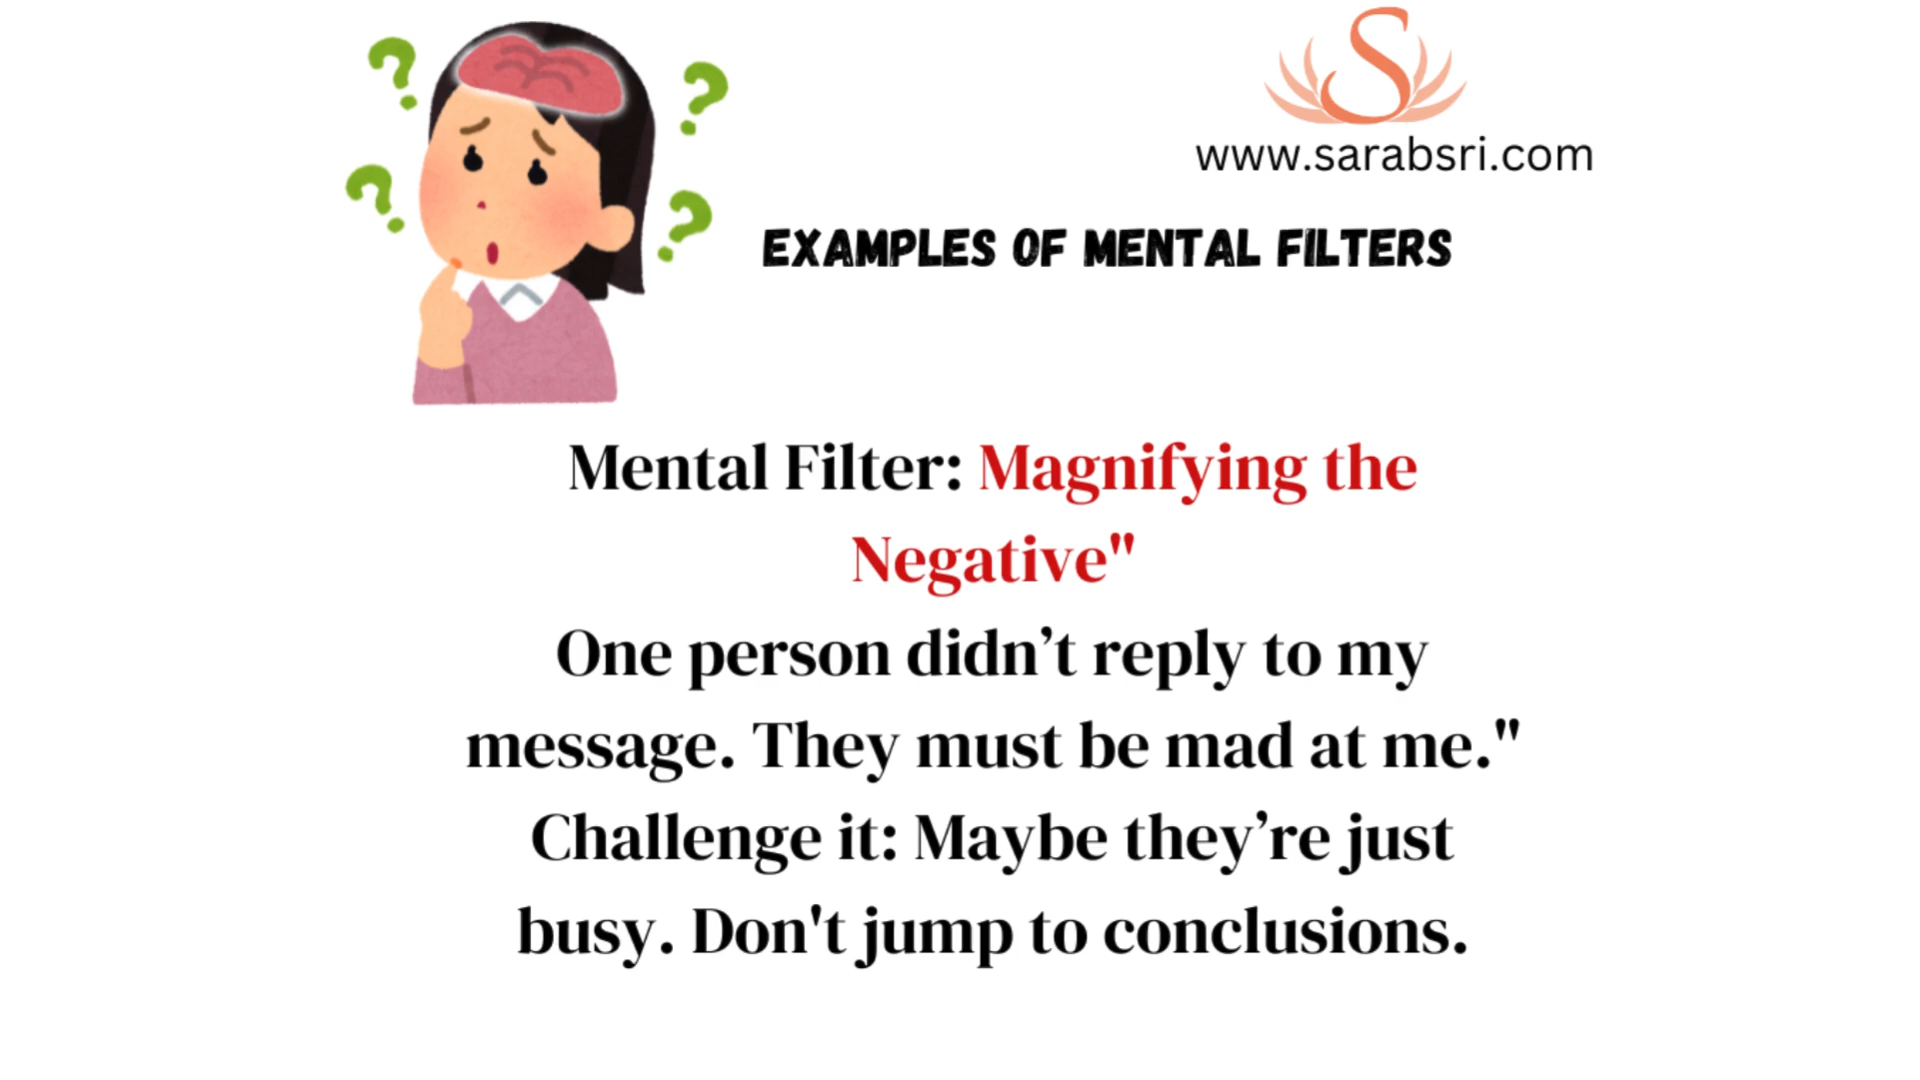 www.sarabsri.com
EXAMPLES OF MENTAL FILTERS
Mental Filter: Magnifying the
Negative"
One person didn’t reply to my
message. They must be mad at me."
Challenge it: Maybe they’re just
busy. Don't jump to conclusions.